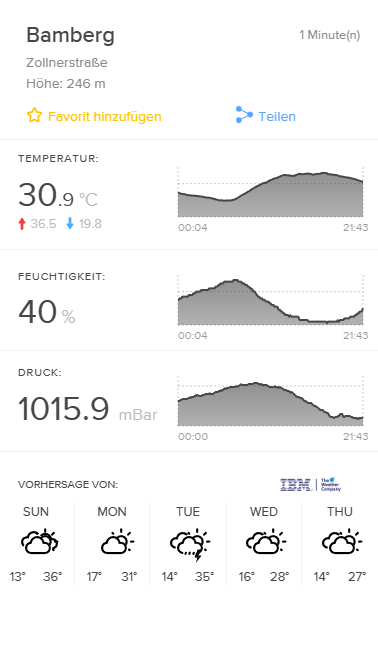 Bamberg
1 Minute(n)
Zollnerstraße
Höhe: 246 m
Favorit hinzufügen
Teilen
TEMPERATUR:
30.9 °C
36.5 19.8
00:04 21:43
FEUCHTIGKEIT:
40 %
00:04 21:43
DRUCK:
1015.9 mBar
00:00 21:43
VORHERSAGE VON:
IBM The Weather Company
SUN MON TUE WED THU
13° 36° 17° 31° 14° 35° 16° 28° 14° 27°